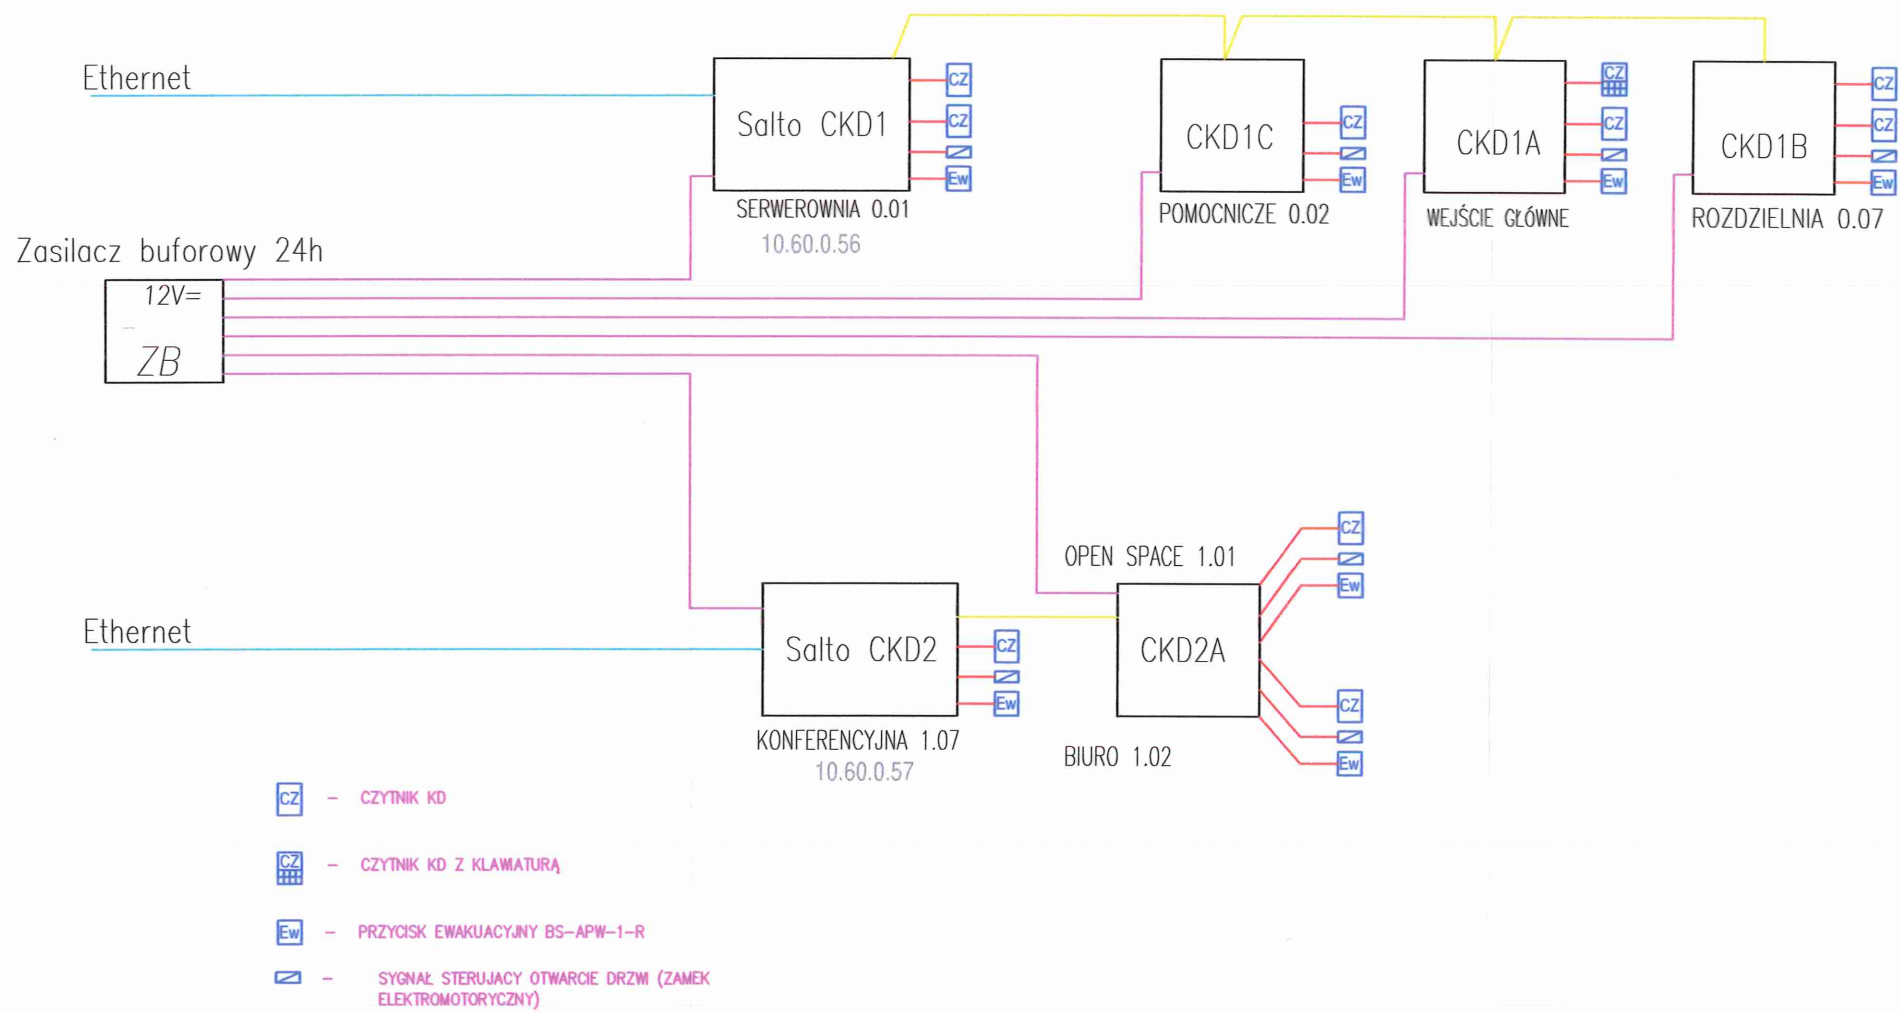 Ethernet
Salto CKD1
CZ
CZ
Ew
SERWEROWNIA 0.01
10.60.0.56
CKD1C
CZ
Ew
POMOCNICZE 0.02
CKD1A
CZ
CZ
Ew
WEJŚCIE GŁÓWNE
CKD1B
CZ
CZ
Ew
ROZDZIELNIA 0.07
Zasilacz buforowy 24h
12V=
ZB
Ethernet
Salto CKD2
CZ
Ew
KONFERENCYJNA 1.07
10.60.0.57
OPEN SPACE 1.01
CKD2A
CZ
Ew
CZ
Ew
BIURO 1.02
CZ - CZYTNIK KD
CZ - CZYTNIK KD Z KLAWIATURĄ
Ew - PRZYCISK EWAKUACYJNY BS-APW-1-R
- SYGNAŁ STERUJACY OTWARCIE DRZWI (ZAMEK
ELEKTROMOTORYCZNY)